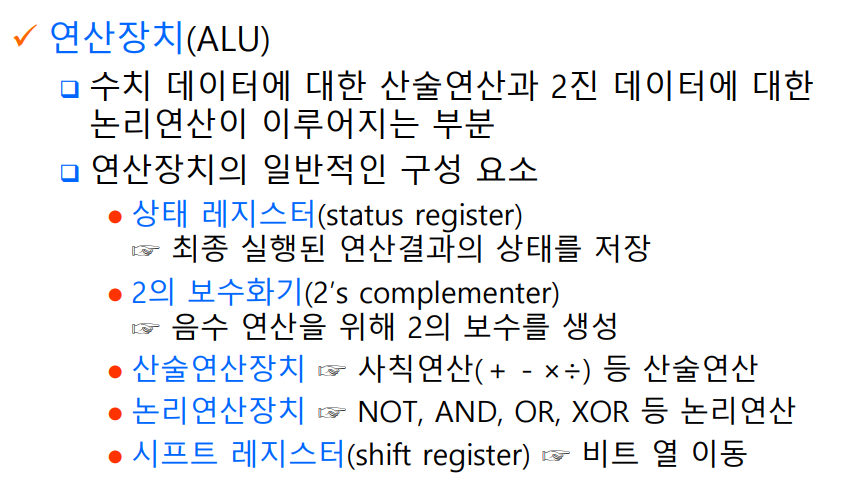 ✓ 연산장치(ALU)
❑ 수치 데이터에 대한 산술연산과 2진 데이터에 대한
논리연산이 이루어지는 부분
❑ 연산장치의 일반적인 구성 요소
● 상태 레지스터(status register)
☞ 최종 실행된 연산결과의 상태를 저장
● 2의 보수화기(2’s complementer)
☞ 음수 연산을 위해 2의 보수를 생성
● 산술연산장치 ☞ 사칙연산(+ - ×÷) 등 산술연산
● 논리연산장치 ☞ NOT, AND, OR, XOR 등 논리연산
● 시프트 레지스터(shift register) ☞ 비트 열 이동